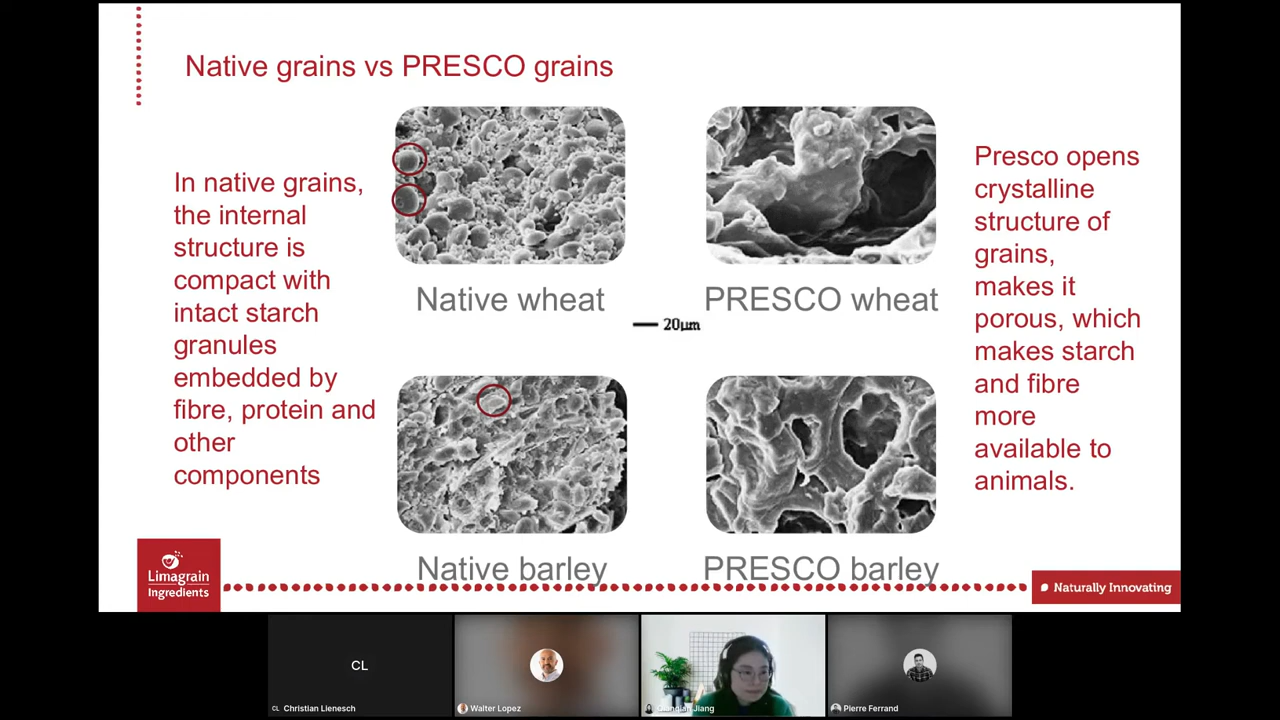 Native grains vs PRESCO grains
In native grains,
the internal
structure is
compact with
intact starch
granules
embedded by
fibre, protein and
other
components
Native wheat
PRESCO wheat
20µm
Native barley
PRESCO barley
Presco opens
crystalline
structure of
grains,
makes it
porous, which
makes starch
and fibre
more
available to
animals.
Limagrain
Ingredients
Naturally Innovating
CL
CL Christian Lienesch
Walter Lopez
Qiandian Jiang
Pierre Ferrand